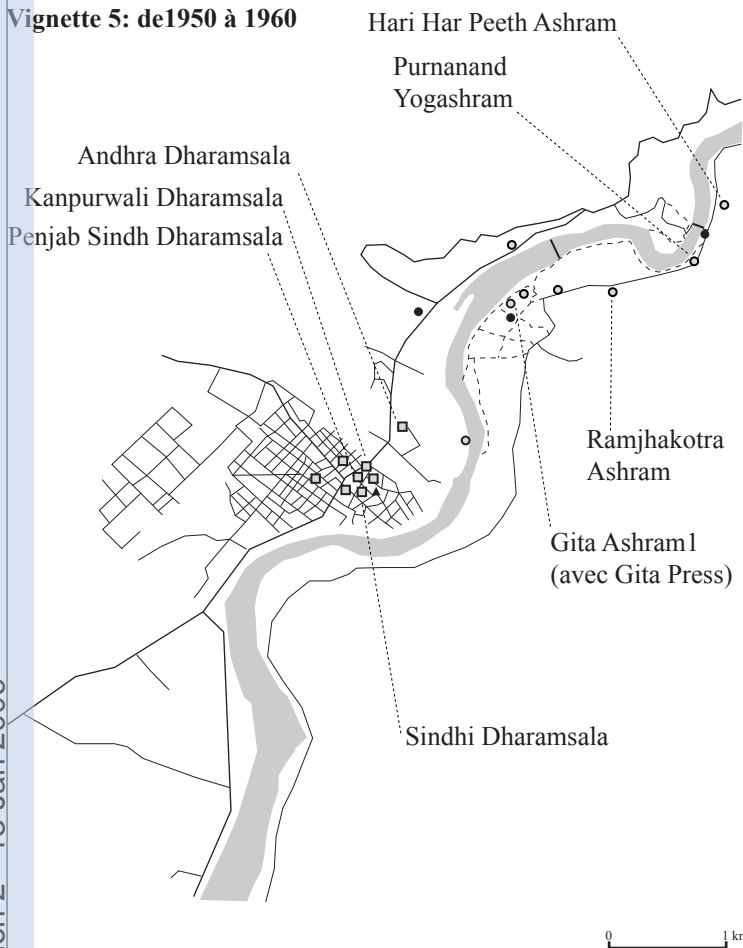 Vignette 5: de1950 à 1960
Hari Har Peeth Ashram
Purnanand
Yogashram
Andhra Dharamsala
Kanpurwali Dharamsala
Penjab Sindh Dharamsala
Ramjhakotra
Ashram
Gita Ashram1
(avec Gita Press)
Sindhi Dharamsala
0 1 km